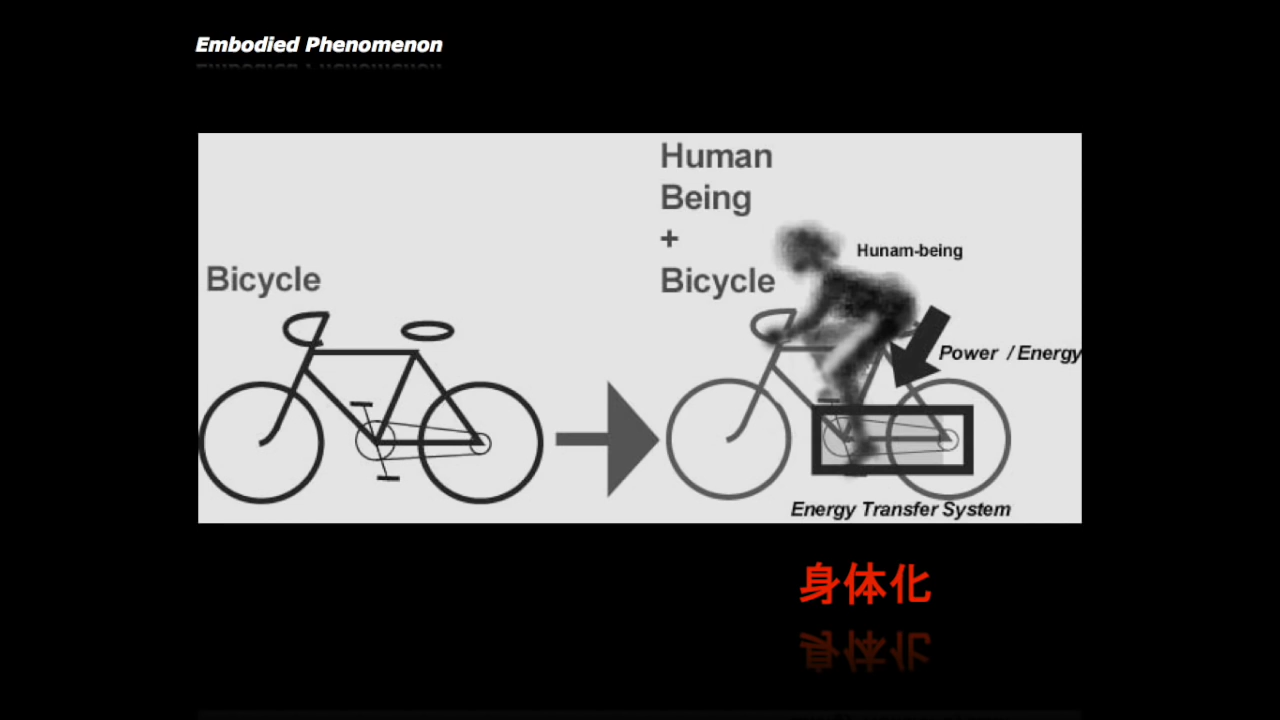 Embodied Phenomenon
Human
Being
+
Bicycle
Hunam-being
Bicycle
Power / Energy
Energy Transfer System
身体化